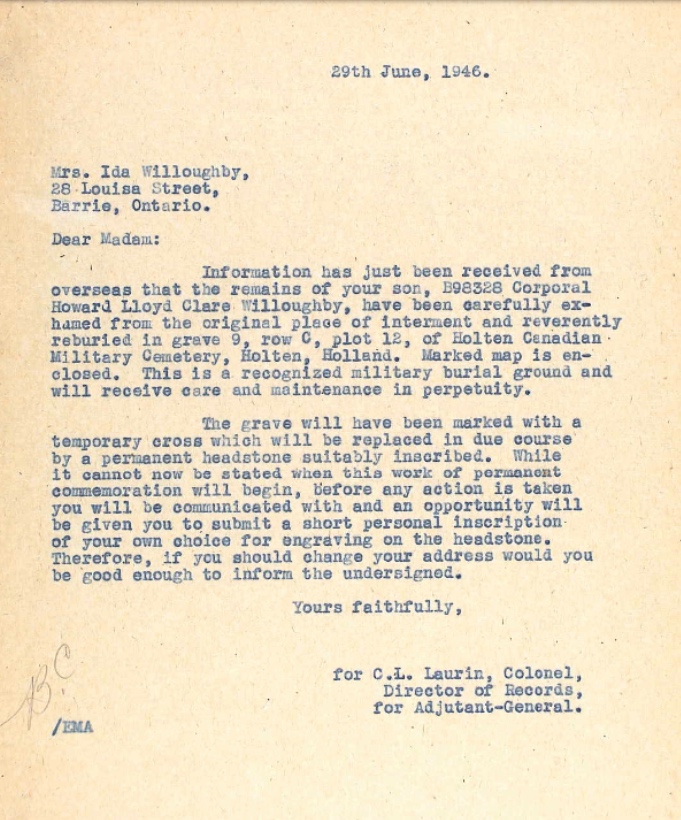 29th June, 1946.
Mrs. Ida Willoughby,
28 Louisa Street,
Barrie, Ontario.
Dear Madam:
Information has just been received from
overseas that the remains of your son, B98328 Corporal
Howard Lloyd Clare Willoughby, have been carefully ex-
humed from the original place of interment and reverently
reburied in grave 9, row C, plot 12, of Holten Canadian
Military Cemetery, Holten, Holland. Marked map is en-
closed. This is a recognized military burial ground and
will receive care and maintenance in perpetuity.
The grave will have been marked with a
temporary cross which will be replaced in due course
by a permanent headstone suitably inscribed. While
it cannot now be stated when this work of permanent
commemoration will begin, before any action is taken
you will be communicated with and an opportunity will
be given you to submit a short personal inscription
of your own choice for engraving on the headstone.
Therefore, if you should change your address would you
be good enough to inform the undersigned.
Yours faithfully,
for C.L. Laurin, Colonel,
Director of Records,
for Adjutant-General.
/EMA